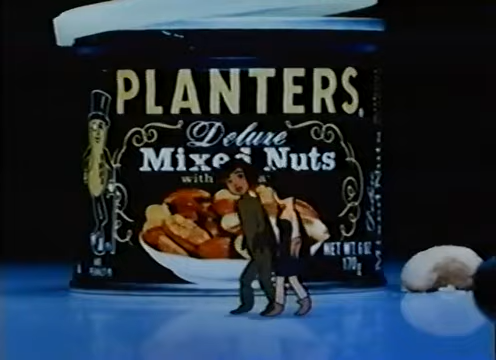 PLANTERS.
Deluxe
Mixed Nuts
with
NET WT 6 OZ
170g